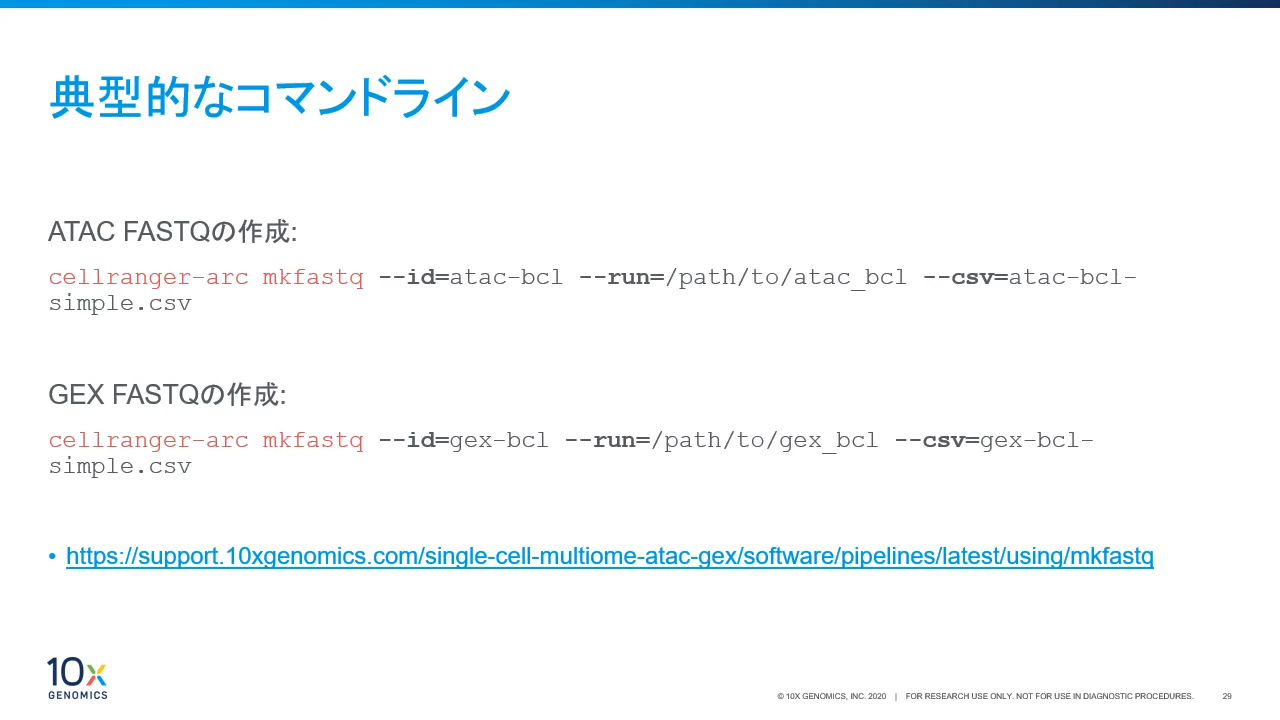 典型的なコマンドライン
ATAC FASTQの作成:
cellranger-arc mkfastq --id=atac-bcl --run=/path/to/atac_bcl --csv=atac-bcl-
simple.csv
GEX FASTQの作成:
cellranger-arc mkfastq --id=gex-bcl --run=/path/to/gex_bcl --csv=gex-bcl-
simple.csv
• https://support.10xgenomics.com/single-cell-multiome-atac-gex/software/pipelines/latest/using/mkfastq
10x
GENOMICS
© 10X GENOMICS, INC. 2020 | FOR RESEARCH USE ONLY. NOT FOR USE IN DIAGNOSTIC PROCEDURES. 29